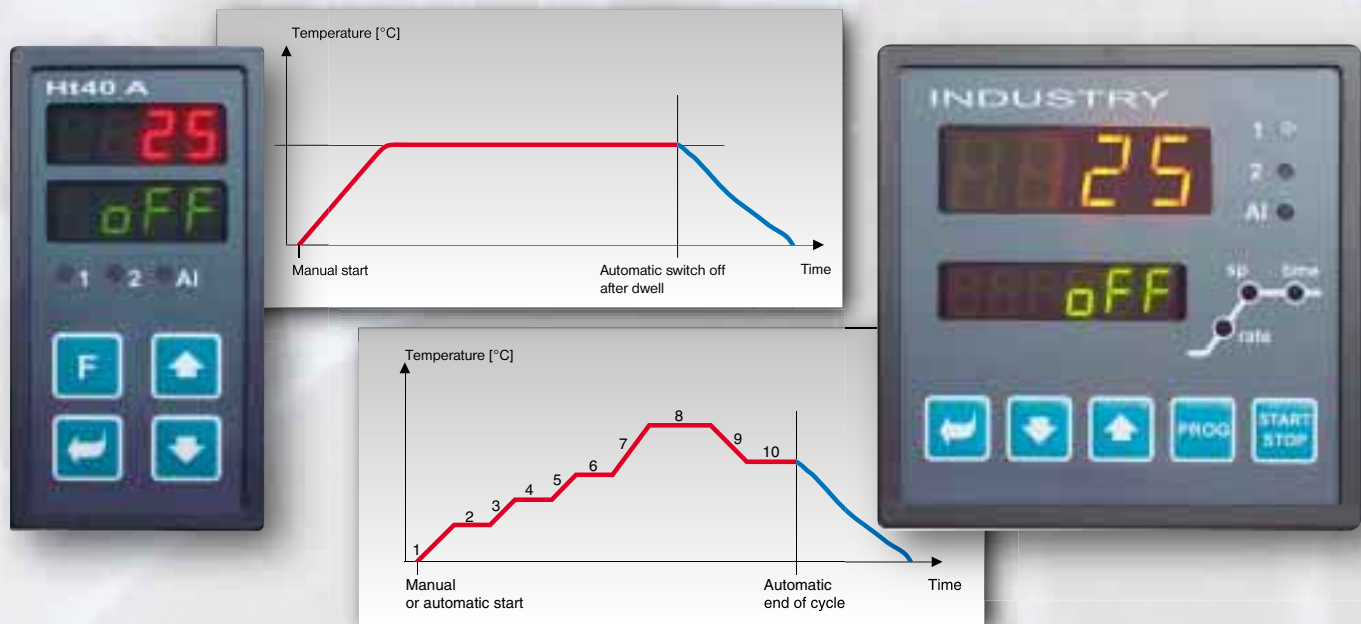 Ht40 A
25
oFF
1 2 Al
F
Temperature [°C]
Manual start
Automatic switch off
after dwell
Time
Temperature [°C]
1
2
3
4
5
6
7
8
9
10
Manual
or automatic start
Automatic
end of cycle
Time
INDUSTRY
25
1
2
Al
oFF
sp time
rate
PROG
START
STOP